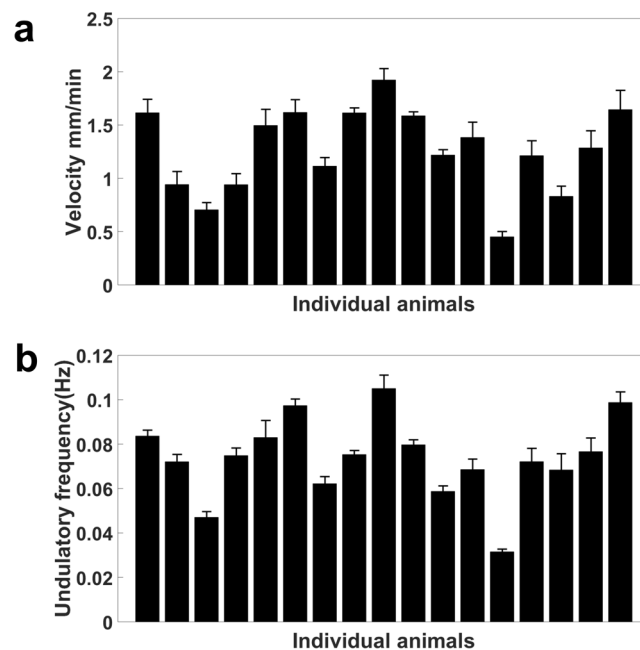 a
2.5
2
1.5
1
0.5
0
Velocity mm/min
Individual animals
b
0.12
0.1
0.08
0.06
0.04
0.02
0
Undulatory frequency(Hz)
Individual animals